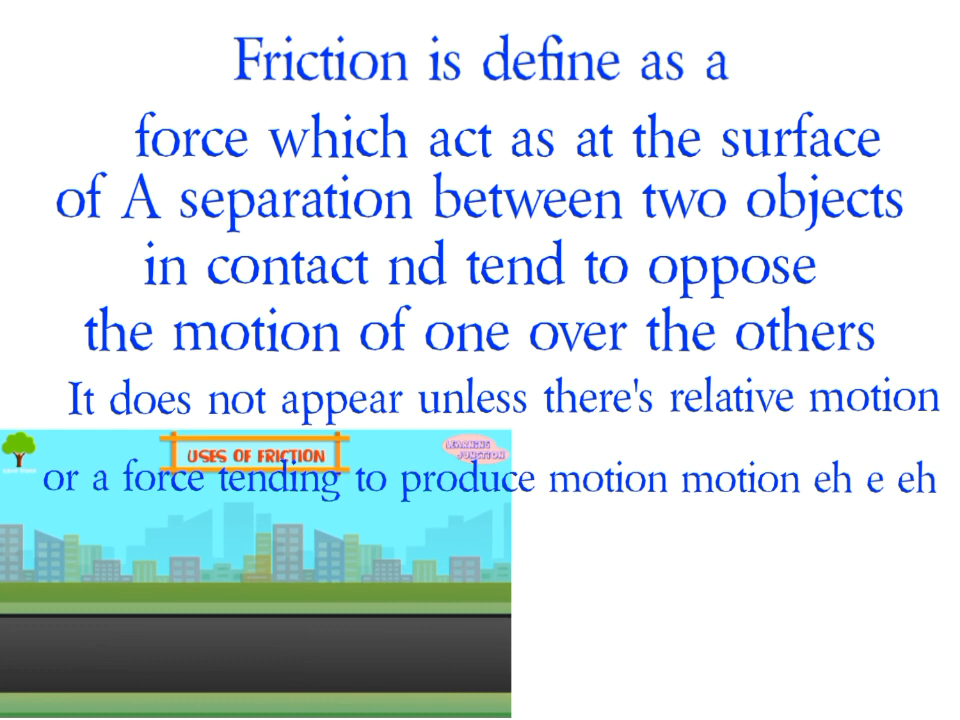 Friction is define as a
force which act as at the surface
of A separation between two objects
in contact nd tend to oppose
the motion of one over the others
It does not appear unless there's relative motion
USES OF FRICTION
LEARNING
JUNCTION
or a force tending to produce motion motion eh e eh